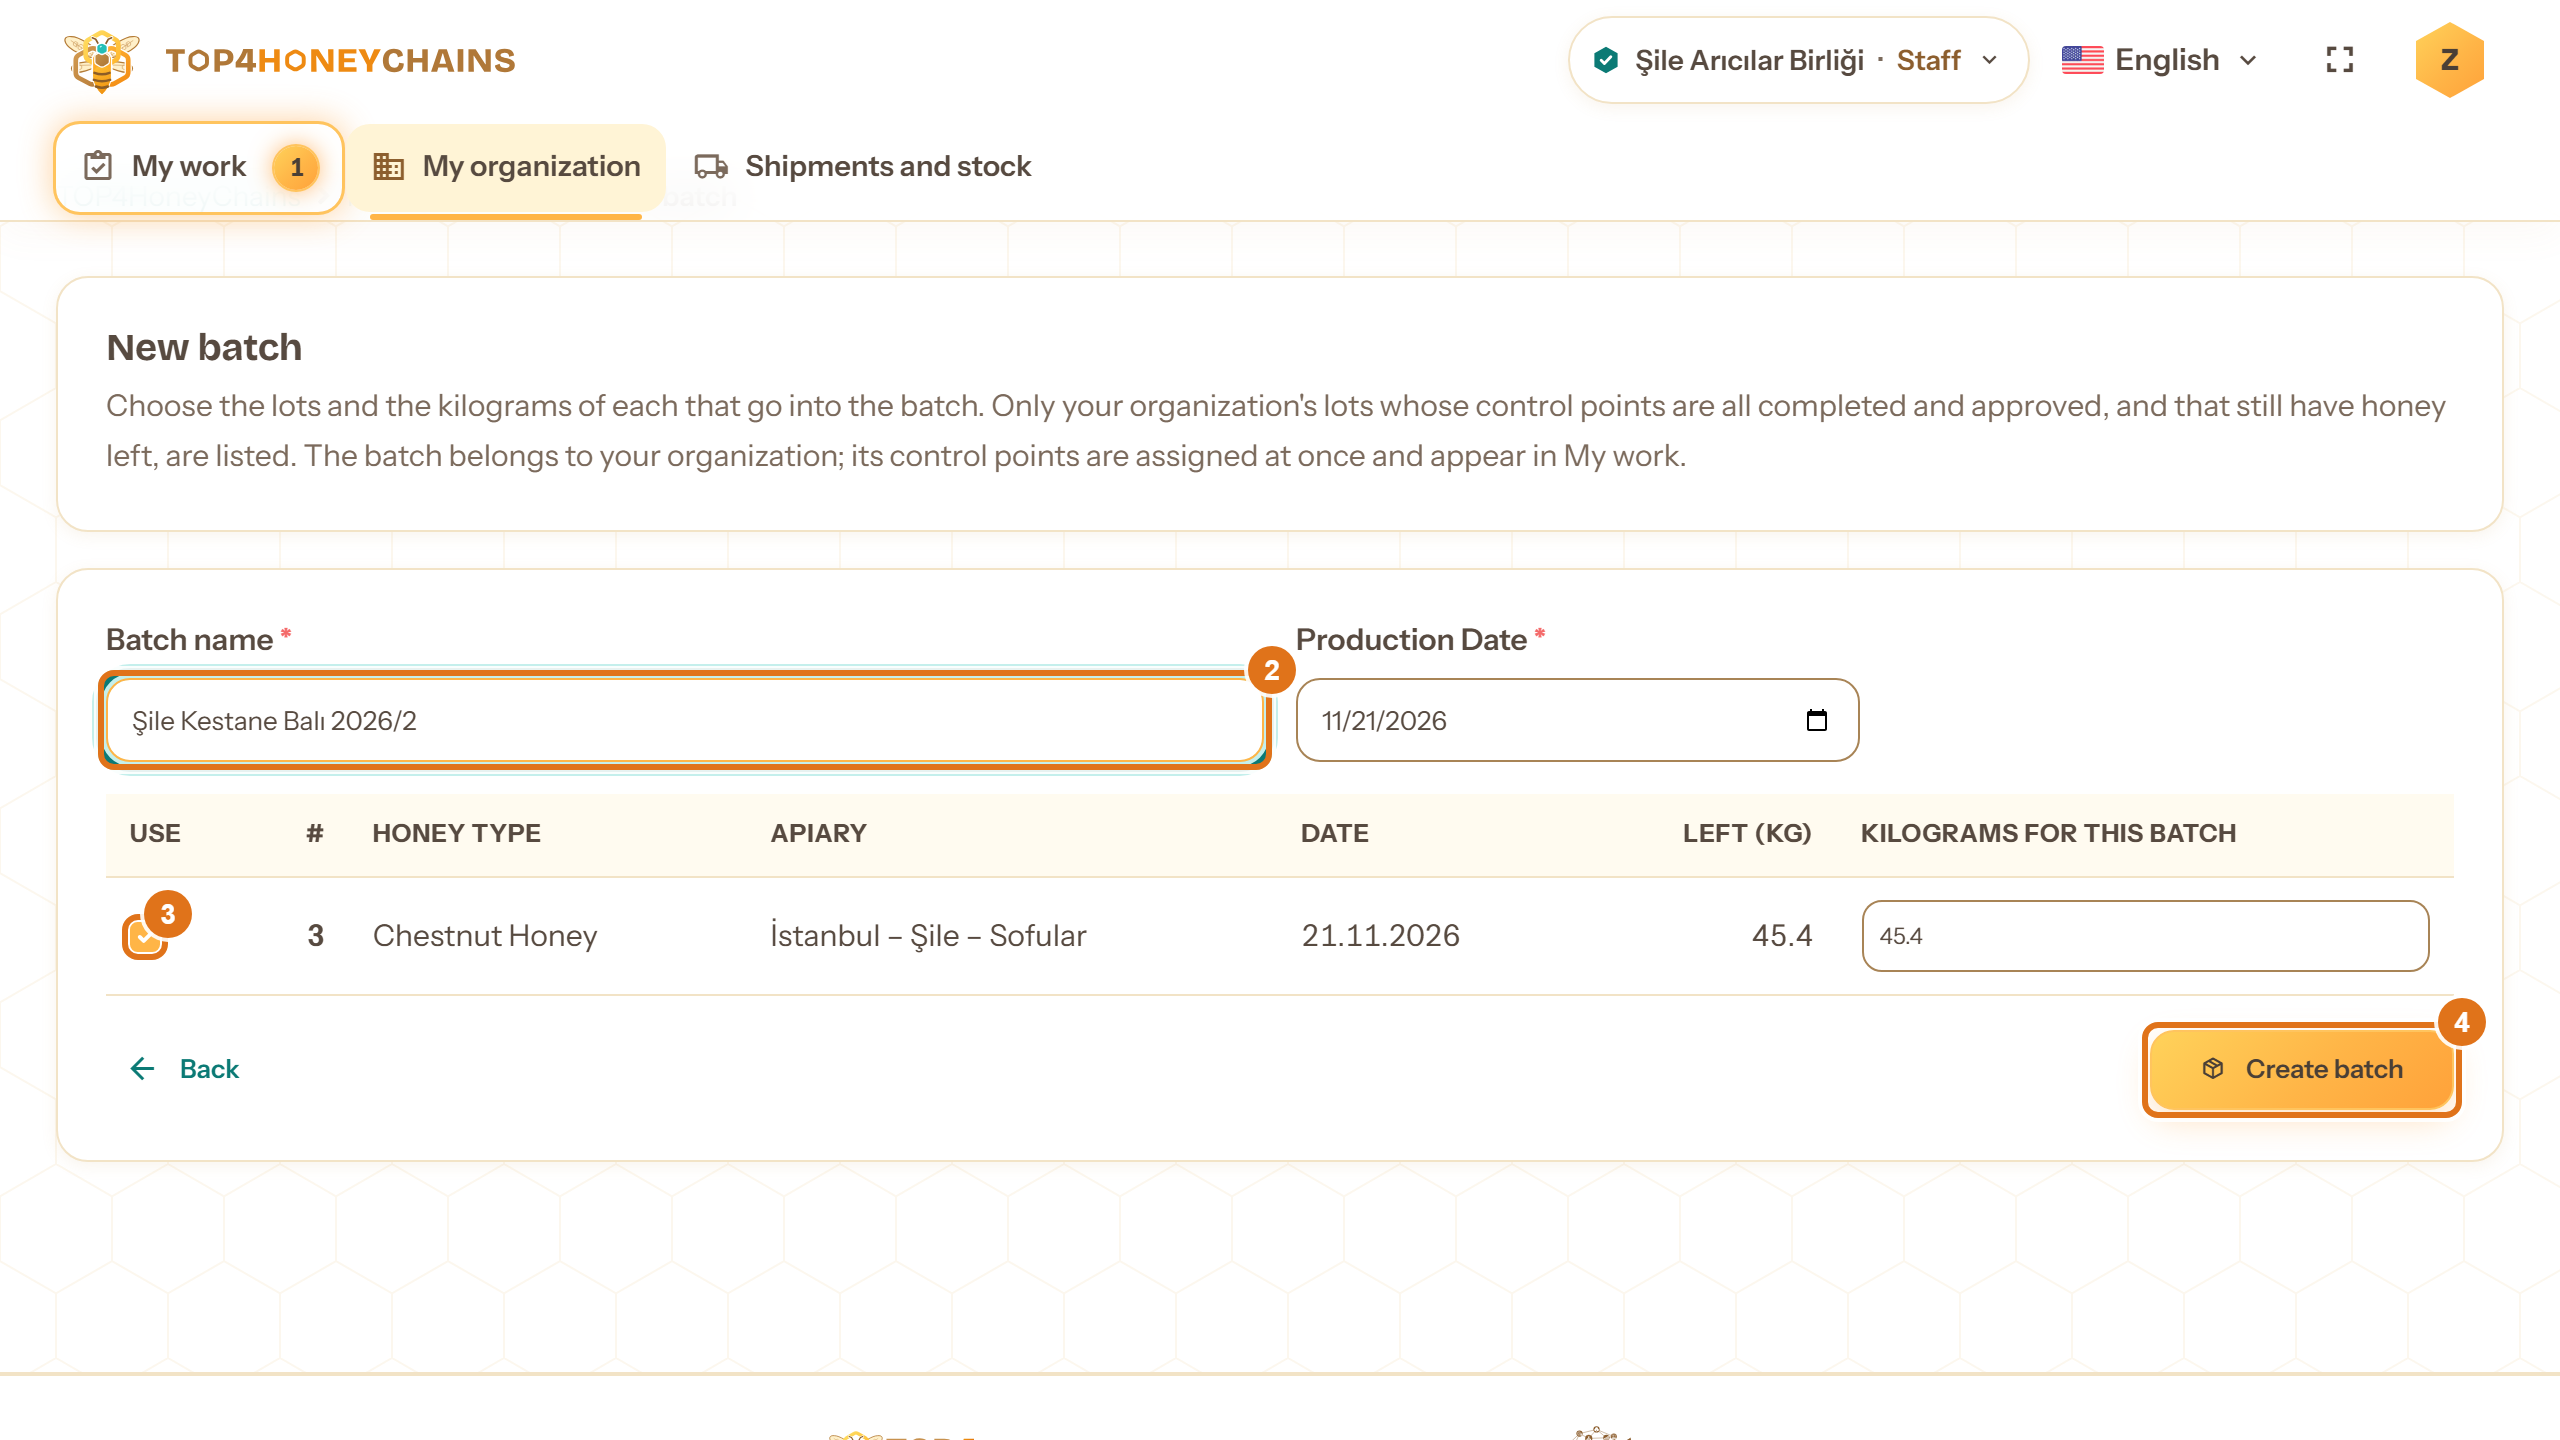 TOP4HONEYCHAINS
Şile Arıcılar Birliği · Staff
English
Z
My work 1
My organization
Shipments and stock
New batch
Choose the lots and the kilograms of each that go into the batch. Only your organization's lots whose control points are all completed and approved, and that still have honey
left, are listed. The batch belongs to your organization; its control points are assigned at once and appear in My work.
Batch name *
Production Date *
2
Şile Kestane Balı 2026/2
11/21/2026
USE # HONEY TYPE APIARY DATE LEFT (KG) KILOGRAMS FOR THIS BATCH
3
3 Chestnut Honey İstanbul – Şile – Sofular 21.11.2026 45.4 45.4
4
Back
Create batch